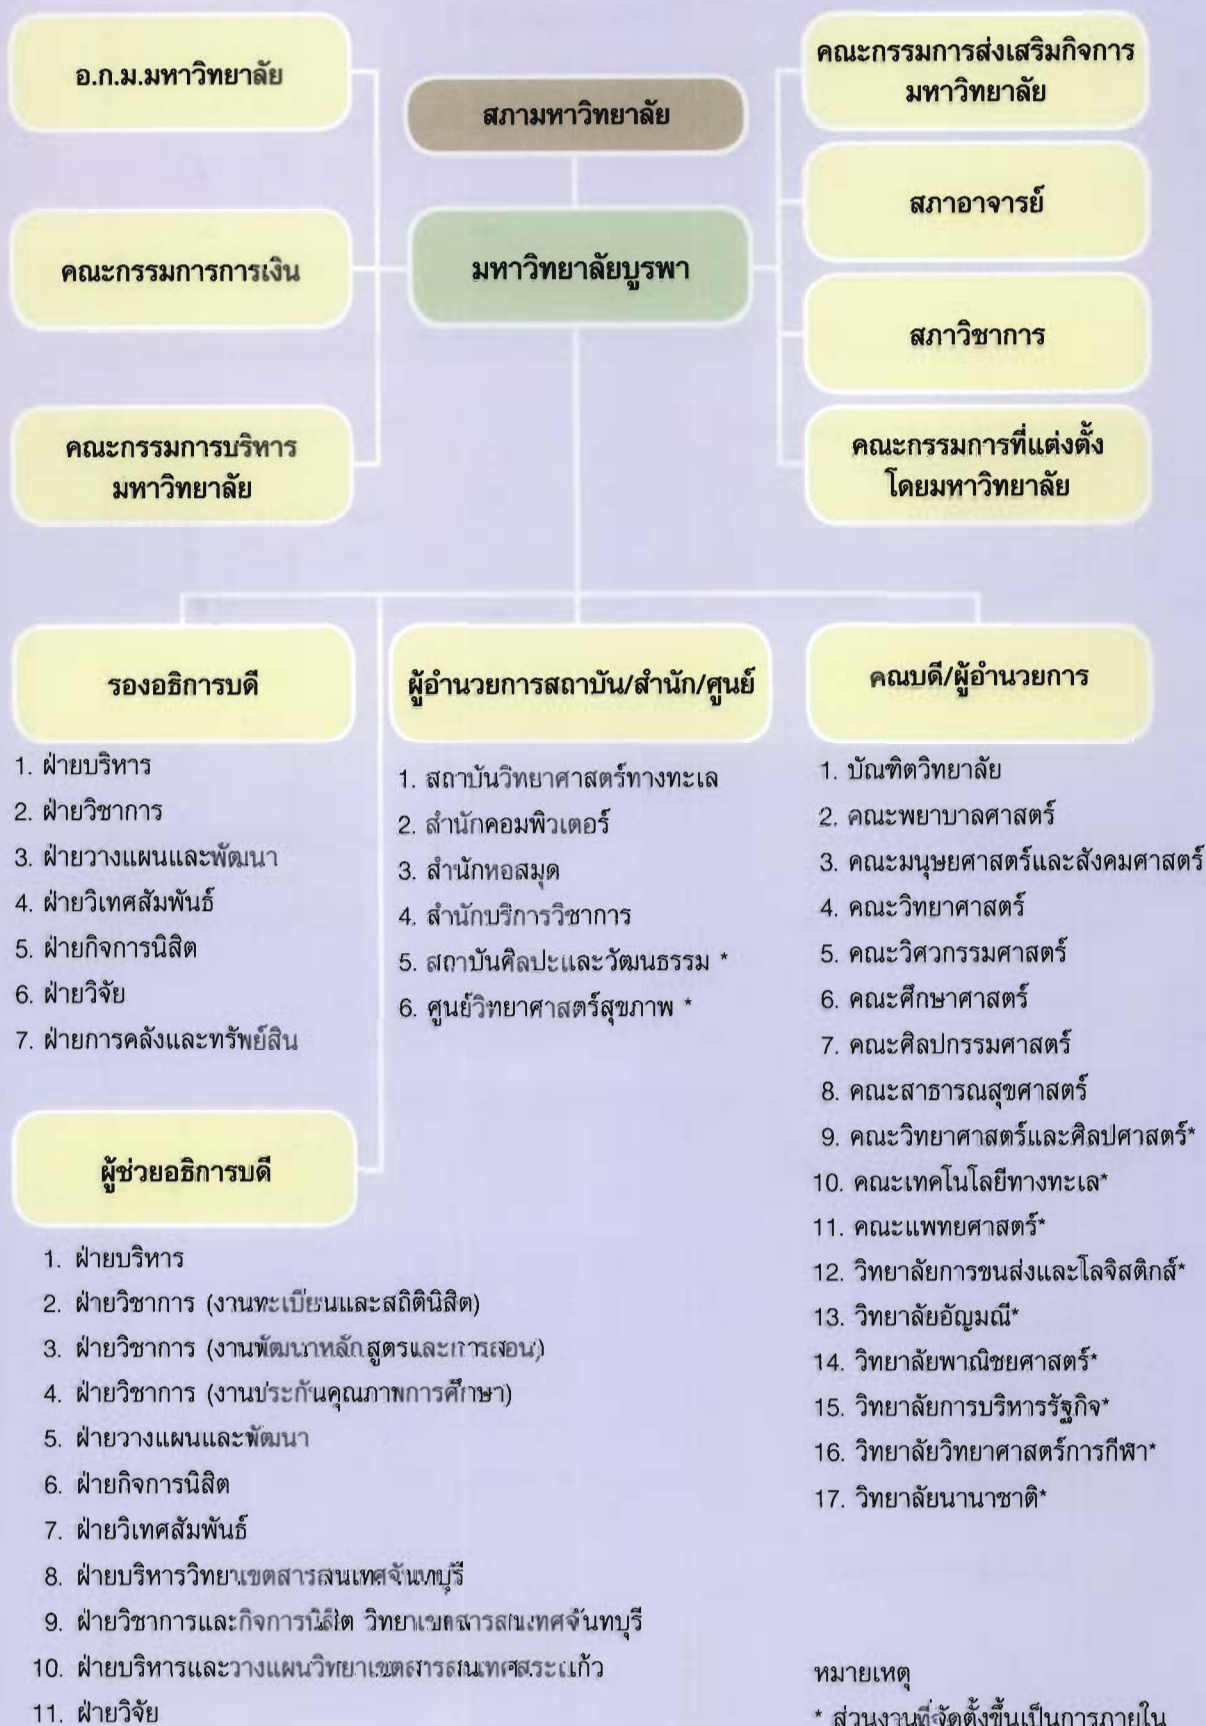 อ.ก.ม.มหาวิทยาลัย
คณะกรรมการการเงิน
คณะกรรมการบริหาร
มหาวิทยาลัย
สภามหาวิทยาลัย
มหาวิทยาลัยบูรพา
คณะกรรมการส่งเสริมกิจการ
มหาวิทยาลัย
สภาอาจารย์
สภาวิชาการ
คณะกรรมการที่แต่งตั้ง
โดยมหาวิทยาลัย
รองอธิการบดี
1. ฝ่ายบริหาร
2. ฝ่ายวิชาการ
3. ฝ่ายวางแผนและพัฒนา
4. ฝ่ายวิเทศสัมพันธ์
5. ฝ่ายกิจการนิสิต
6. ฝ่ายวิจัย
7. ฝ่ายการคลังและทรัพย์สิน
ผู้ช่วยอธิการบดี
1. ฝ่ายบริหาร
2. ฝ่ายวิชาการ (งานทะเบียนและสถิตินิสิต)
3. ฝ่ายวิชาการ (งานพัฒนาหลักสูตรและการสอน)
4. ฝ่ายวิชาการ (งานประกันคุณภาพการศึกษา)
5. ฝ่ายวางแผนและพัฒนา
6. ฝ่ายกิจการนิสิต
7. ฝ่ายวิเทศสัมพันธ์
8. ฝ่ายบริหารวิทยาเขตสารสนเทศจันทบุรี
9. ฝ่ายวิชาการและกิจการนิสิต วิทยาเขตสารสนเทศจันทบุรี
10. ฝ่ายบริหารและวางแผนวิทยาเขตสารสนเทศสระแก้ว
11. ฝ่ายวิจัย
ผู้อำนวยการสถาบัน/สำนัก/ศูนย์
1. สถาบันวิทยาศาสตร์ทางทะเล
2. สำนักคอมพิวเตอร์
3. สำนักหอสมุด
4. สำนักบริการวิชาการ
5. สถาบันศิลปะและวัฒนธรรม *
6. ศูนย์วิทยาศาสตร์สุขภาพ *
คณบดี/ผู้อำนวยการ
1. บัณฑิตวิทยาลัย
2. คณะพยาบาลศาสตร์
3. คณะมนุษยศาสตร์และสังคมศาสตร์
4. คณะวิทยาศาสตร์
5. คณะวิศวกรรมศาสตร์
6. คณะศึกษาศาสตร์
7. คณะศิลปกรรมศาสตร์
8. คณะสาธารณสุขศาสตร์
9. คณะวิทยาศาสตร์และศิลปศาสตร์*
10. คณะเทคโนโลยีทางทะเล*
11. คณะแพทยศาสตร์*
12. วิทยาลัยการขนส่งและโลจิสติกส์*
13. วิทยาลัยอัญมณี*
14. วิทยาลัยพาณิชยศาสตร์*
15. วิทยาลัยการบริหารรัฐกิจ*
16. วิทยาลัยวิทยาศาสตร์การกีฬา*
17. วิทยาลัยนานาชาติ*
หมายเหตุ
* ส่วนงานที่จัดตั้งขึ้นเป็นการภายใน